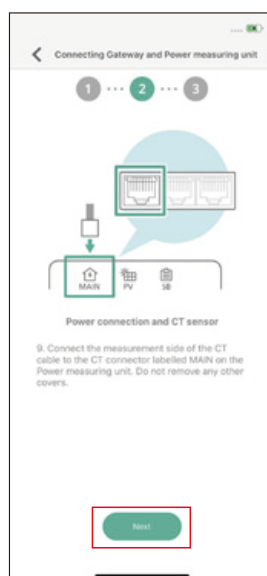 Connecting Gateway and Power measuring unit
1 ... 2 ... 3
MAIN PV SB
Power connection and CT sensor
9. Connect the measurement side of the CT
cable to the CT connector labelled MAIN on the
Power measuring unit. Do not remove any other
covers.
Next